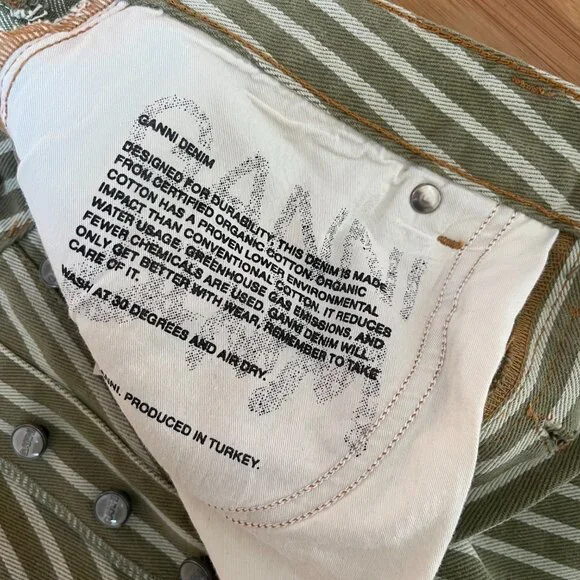 GANNI DENIM
DESIGNED FOR DURABILITY, THIS DENIM IS MADE
FROM CERTIFIED ORGANIC COTTON. ORGANIC
COTTON HAS A PROVEN LOWER ENVIRONMENTAL
IMPACT THAN CONVENTIONAL COTTON. IT REDUCES
WATER USAGE, GREENHOUSE GAS EMISSIONS, AND
FEWER CHEMICALS ARE USED. GANNI DENIM WILL
ONLY GET BETTER WITH WEAR, REMEMBER TO TAKE
CARE OF IT.
WASH AT 30 DEGREES AND AIR DRY.
PRODUCED IN TURKEY.
GANNI